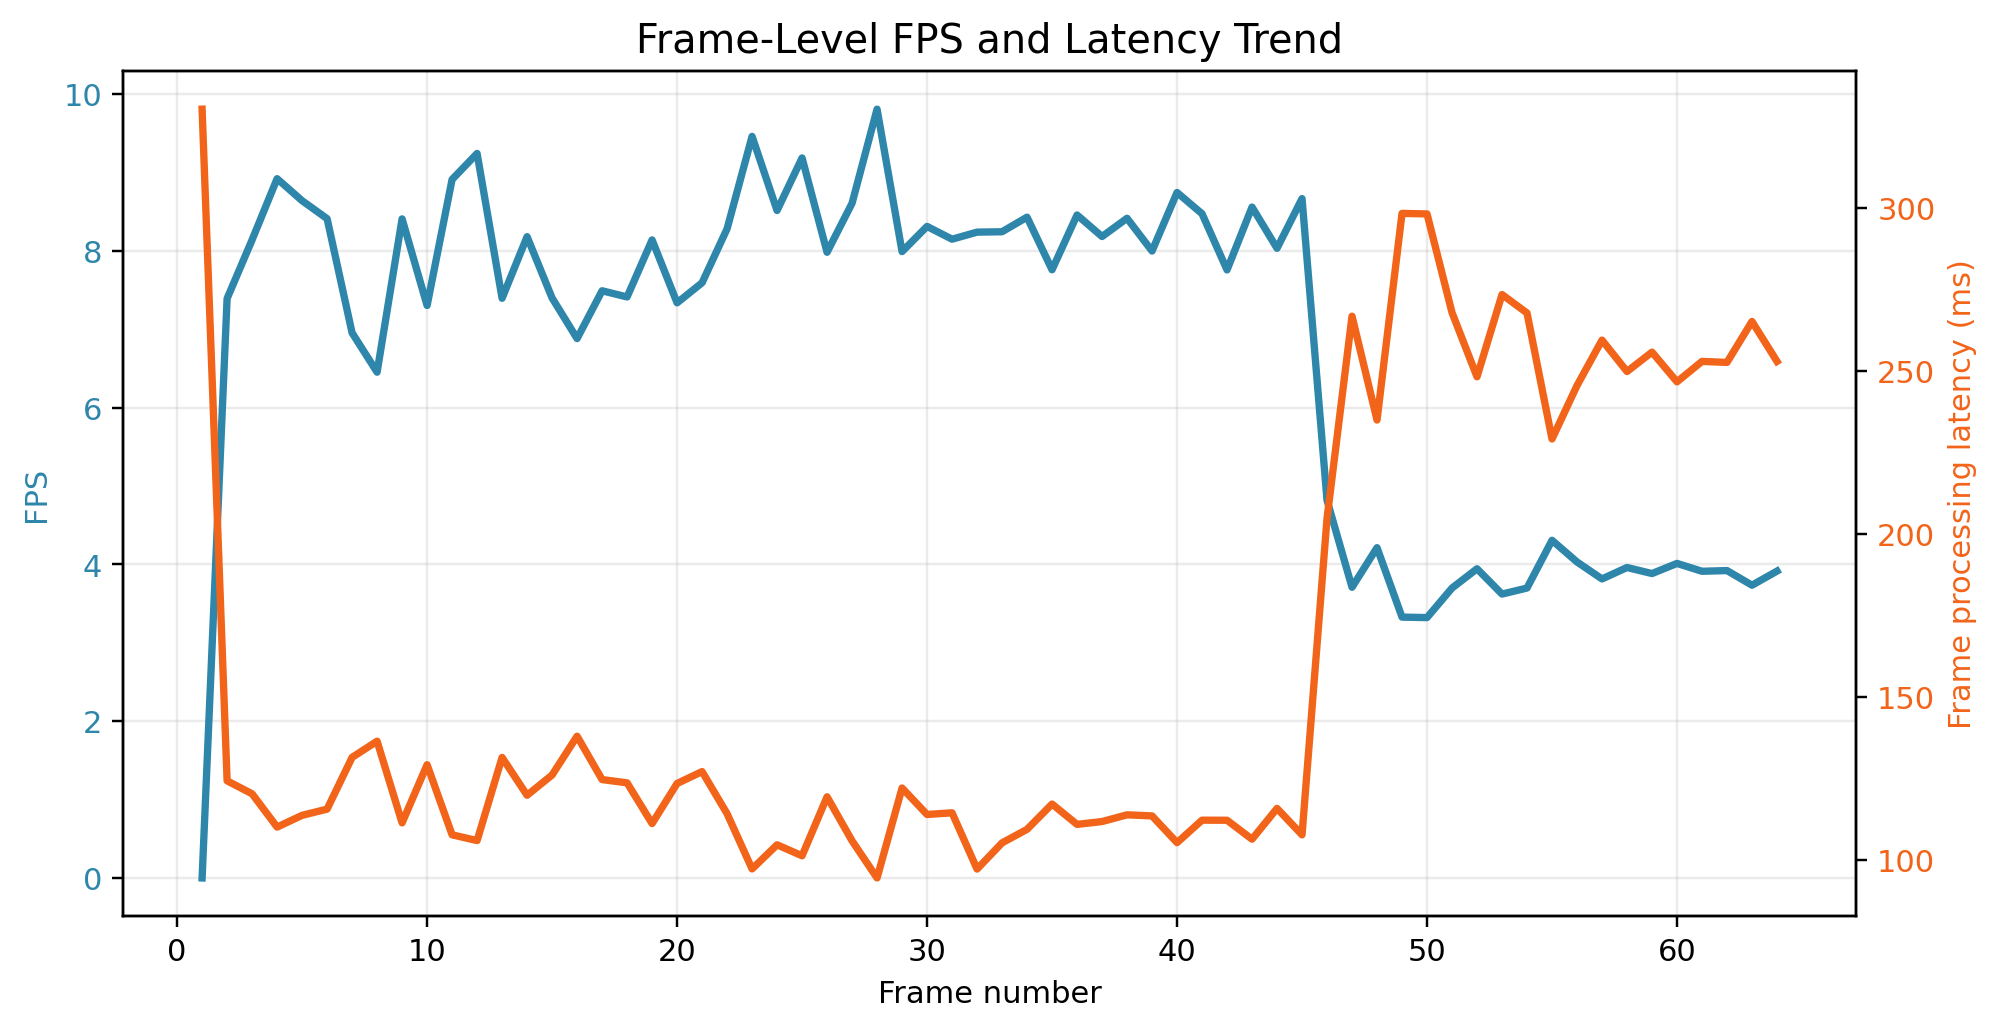 Frame-Level FPS and Latency Trend
10
8
6
4
2
0
FPS
300
250
200
150
100
Frame processing latency (ms)
0 10 20 30 40 50 60
Frame number